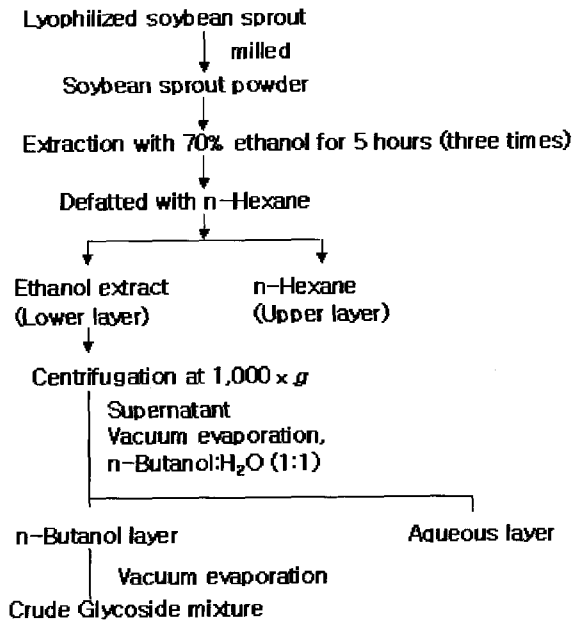 Lyophilized soybean sprout
milled
Soybean sprout powder
Extraction with 70% ethanol for 5 hours (three times)
Defatted with n-Hexane
Ethanol extract
(Lower layer)
n-Hexane
(Upper layer)
Centrifugation at 1,000 × g
Supernatant
Vacuum evaporation,
n-Butanol:H₂O (1:1)
n-Butanol layer
Aqueous layer
Vacuum evaporation
Crude Glycoside mixture